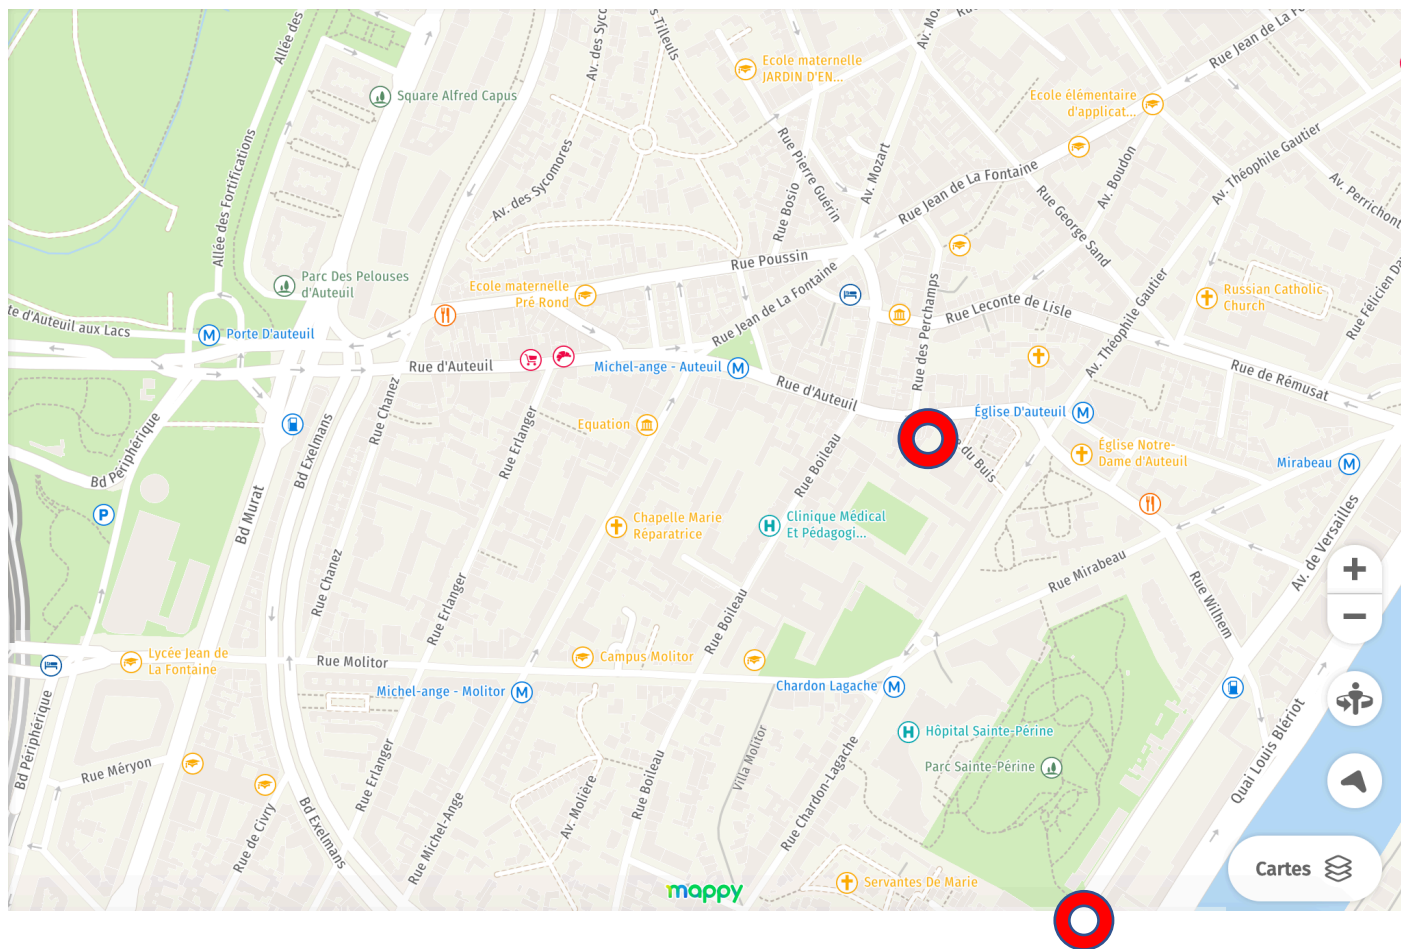 Allée des
s-Tilleuls
Av. des Syco
Av. Mo
Rue Jean de La Fo
Ecole maternelle
JARDIN D'EN...
Square Alfred Capus
Ecole élémentaire
d'applicat...
Allée des Fortifications
Av. des Sycomores
Rue Pierre Guérin
Rue Bosio
Av. Mozart
Rue Jean de La Fontaine
Av. Boudon
Av. Théophile Gautier
Av. Perrichont
Rue George Sand
Rue Poussin
Parc Des Pelouses
d'Auteuil
Ecole maternelle
Pré Rond
Rue Jean de La Fontaine
Rue des Perchamps
Rue Leconte de Lisle
Av. Théophile Gautier
Russian Catholic
Church
Rue Félicien Da
te d'Auteuil aux Lacs
Porte D'auteuil
Rue d'Auteuil
Michel-ange - Auteuil
Rue d'Auteuil
Rue de Rémusat
Rue Chanez
Église D'auteuil
Equation
Rue Erlanger
Rue Boileau
e du Buis
Église Notre-
Dame d'Auteuil
Mirabeau
Bd Périphérique
Bd Exelmans
P
Bd Murat
Chapelle Marie
Réparatrice
Clinique Médical
Et Pédagogi...
Av. de Versailles
Rue Chanez
Rue Erlanger
Rue Boileau
Rue Mirabeau
Rue Wilhem
Lycée Jean de
La Fontaine
Rue Molitor
Campus Molitor
Michel-ange - Molitor
Chardon Lagache
Hôpital Sainte-Périne
Parc Sainte-Périne
Quai Louis Blériot
Bd Périphérique
Rue Méryon
Rue Erlanger
Rue Boileau
Villa Molitor
Rue Chardon-Lagache
Rue de Civry
Bd Exelmans
Rue Michel-Ange
Av. Molière
Servantes De Marie
mappy
Cartes